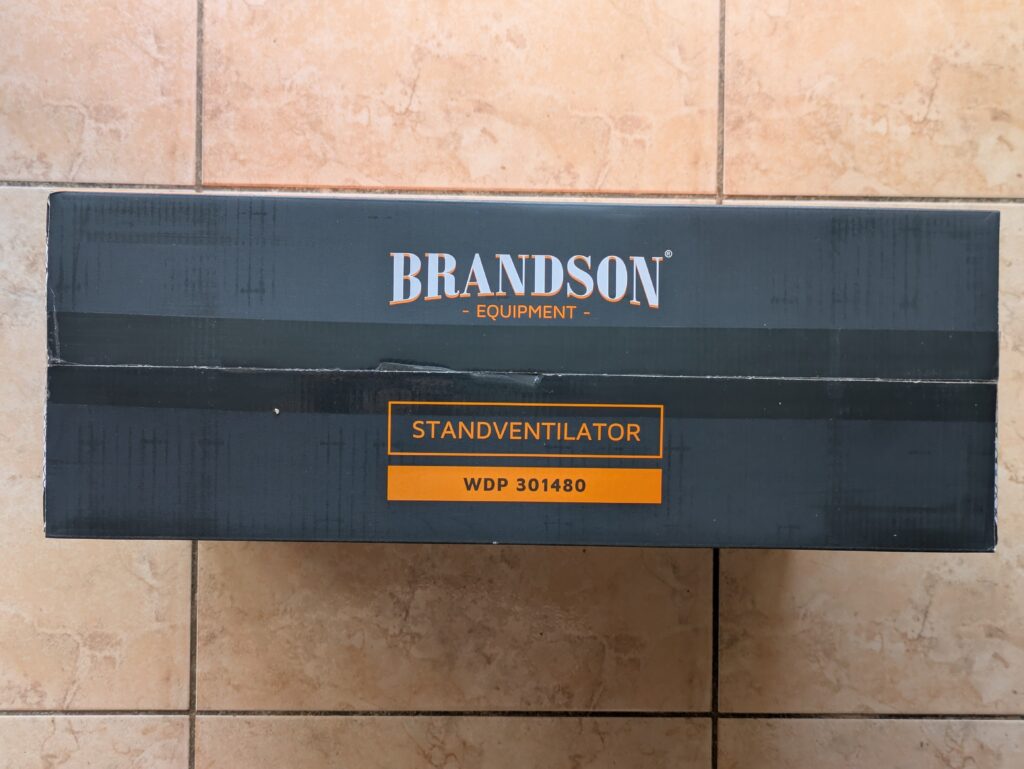 BRANDSON®
- EQUIPMENT -
STANDVENTILATOR
WDP 301480